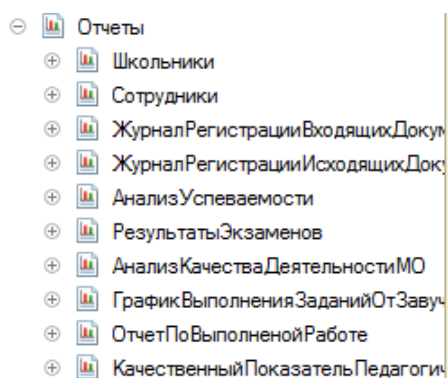 Отчеты
Школьники
Сотрудники
ЖурналРегистрацииВходящихДокум
ЖурналРегистрацииИсходящихДоку
АнализУспеваемости
РезультатыЭкзаменов
АнализКачестваДеятельностиМО
ГрафикВыполненияЗаданийОтЗавуч
ОтчетПоВыполненойРаботе
КачественныйПоказательПедагогич